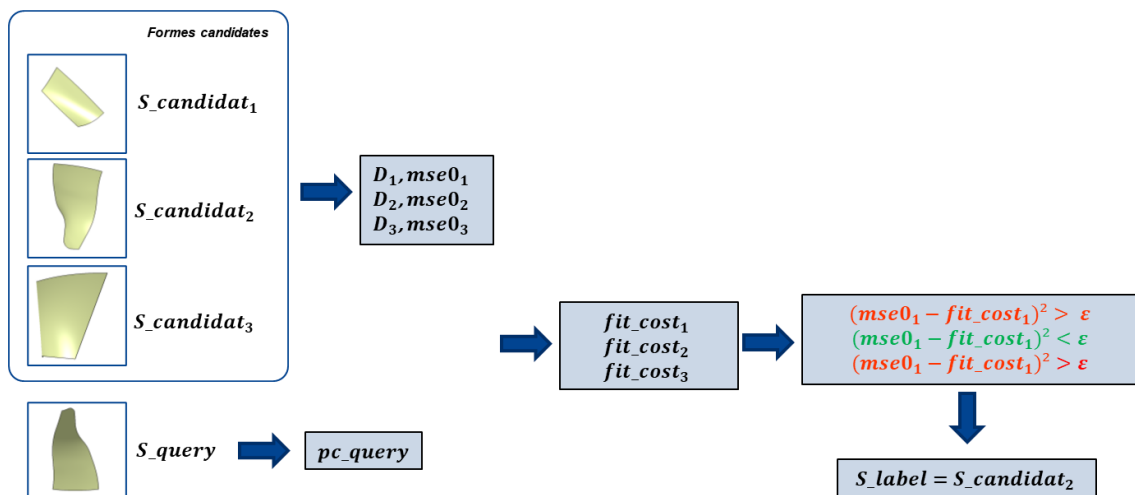 Formes candidates
S_candidat₁
S_candidat₂
S_candidat₃
D₁, mse0₁
D₂, mse0₂
D₃, mse0₃
fit_cost₁
fit_cost₂
fit_cost₃
(mse0₁ − fit_cost₁)² > ε
(mse0₁ − fit_cost₁)² < ε
(mse0₁ − fit_cost₁)² > ε
S_query
pc_query
S_label = S_candidat₂